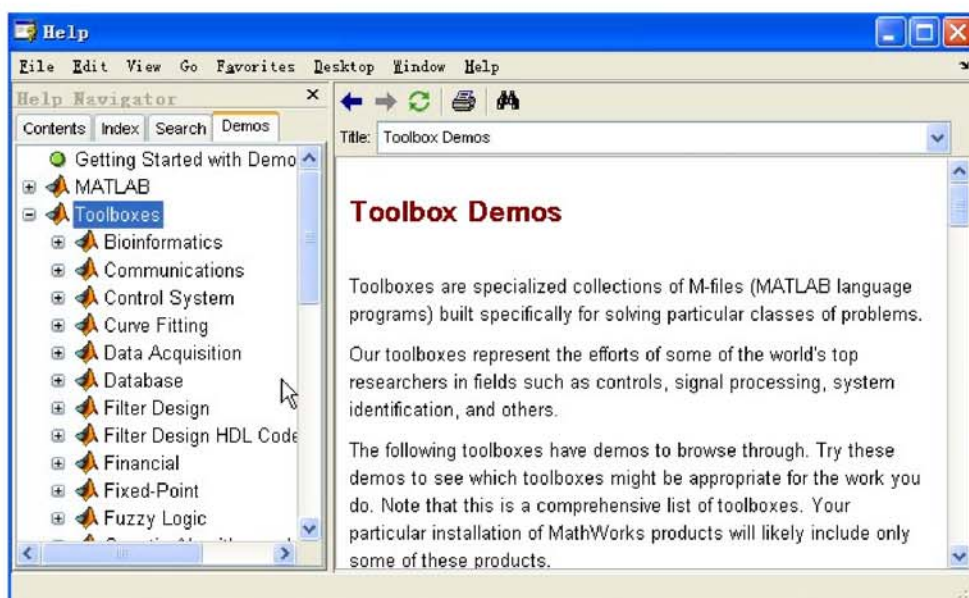 Help
File Edit View Go Favorites Desktop Window Help
Help Navigator
Contents Index Search Demos
Getting Started with Demo
MATLAB
Toolboxes
Bioinformatics
Communications
Control System
Curve Fitting
Data Acquisition
Database
Filter Design
Filter Design HDL Code
Financial
Fixed-Point
Fuzzy Logic
Title: Toolbox Demos
Toolbox Demos
Toolboxes are specialized collections of M-files (MATLAB language
programs) built specifically for solving particular classes of problems.
Our toolboxes represent the efforts of some of the world's top
researchers in fields such as controls, signal processing, system
identification, and others.
The following toolboxes have demos to browse through. Try these
demos to see which toolboxes might be appropriate for the work you
do. Note that this is a comprehensive list of toolboxes. Your
particular installation of MathWorks products will likely include only
some of these products.